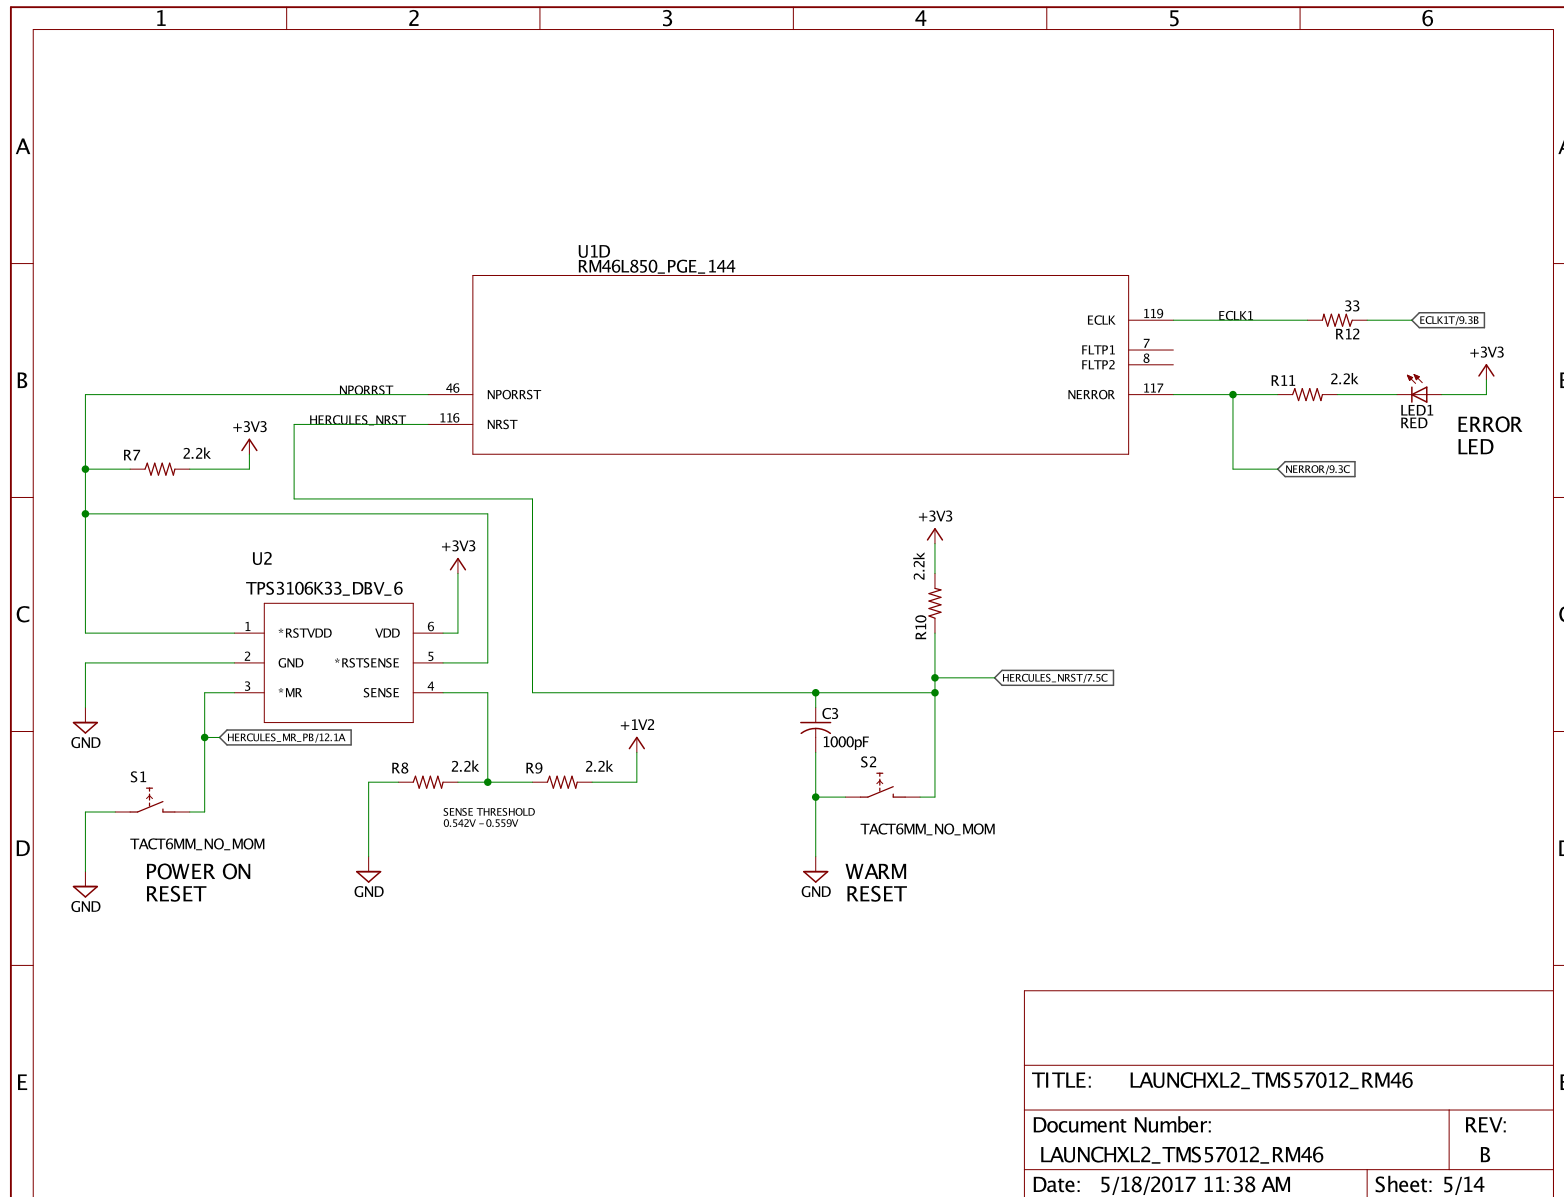 1 2 3 4 5 6
A
U1D
RM46L850_PGE_144
ECLK 119 ECLK1 33 R12 ECLK1T/9.3B
FLTP1 7
FLTP2 8
+3V3
B
NPORRST 46 NPORRST
NERROR 117 R11 2.2k LED1 RED
ERROR
LED
HERCULES_NRST 116 NRST
R7 2.2k +3V3
NERROR/9.3C
+3V3
2.2k
R10
U2
TPS3106K33_DBV_6
+3V3
C
1 *RSTVDD VDD 6
2 GND *RSTSENSE 5
3 *MR SENSE 4
HERCULES_NRST/7.5C
GND
HERCULES_MR_PB/12.1A
+1V2
C3
1000pF
S1
R8 2.2k R9 2.2k
S2
SENSE THRESHOLD
0.542V – 0.559V
TACT6MM_NO_MOM
TACT6MM_NO_MOM
D
POWER ON
RESET
GND
GND
GND
WARM
RESET
E
TITLE: LAUNCHXL2_TMS57012_RM46
Document Number:
LAUNCHXL2_TMS57012_RM46
REV:
B
Date: 5/18/2017 11:38 AM
Sheet: 5/14